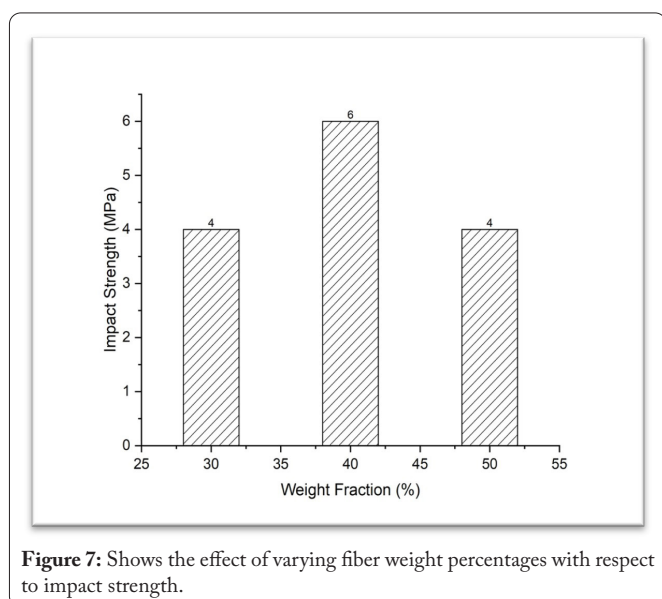 6
6
5
4
4
4
3
2
1
0
25 30 35 40 45 50 55
Impact Strength (MPa)
Weight Fraction (%)
Figure 7: Shows the effect of varying fiber weight percentages with respect
to impact strength.